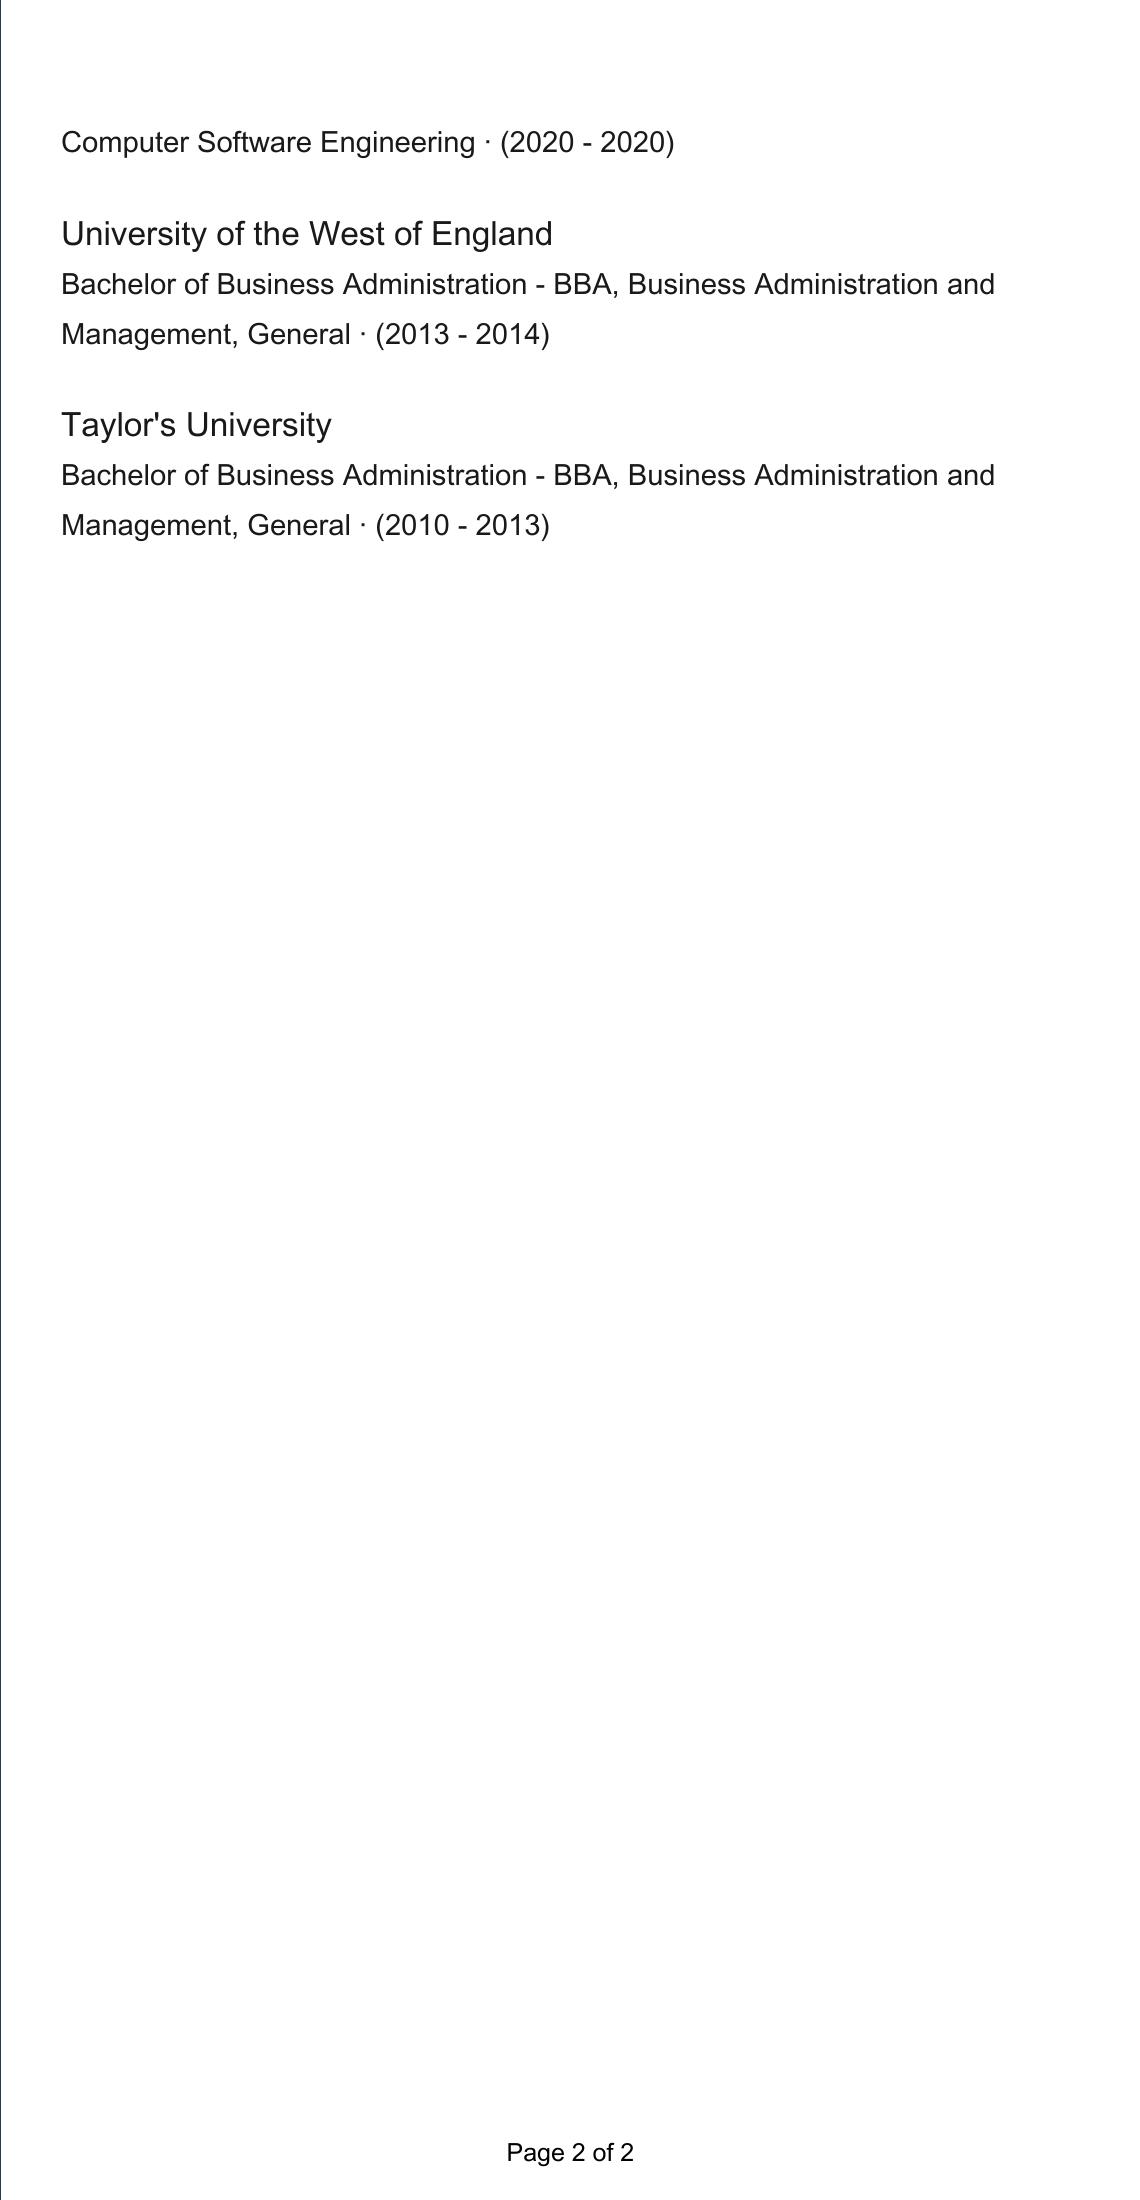 Computer Software Engineering · (2020 - 2020)
University of the West of England
Bachelor of Business Administration - BBA, Business Administration and
Management, General · (2013 - 2014)
Taylor's University
Bachelor of Business Administration - BBA, Business Administration and
Management, General · (2010 - 2013)
Page 2 of 2